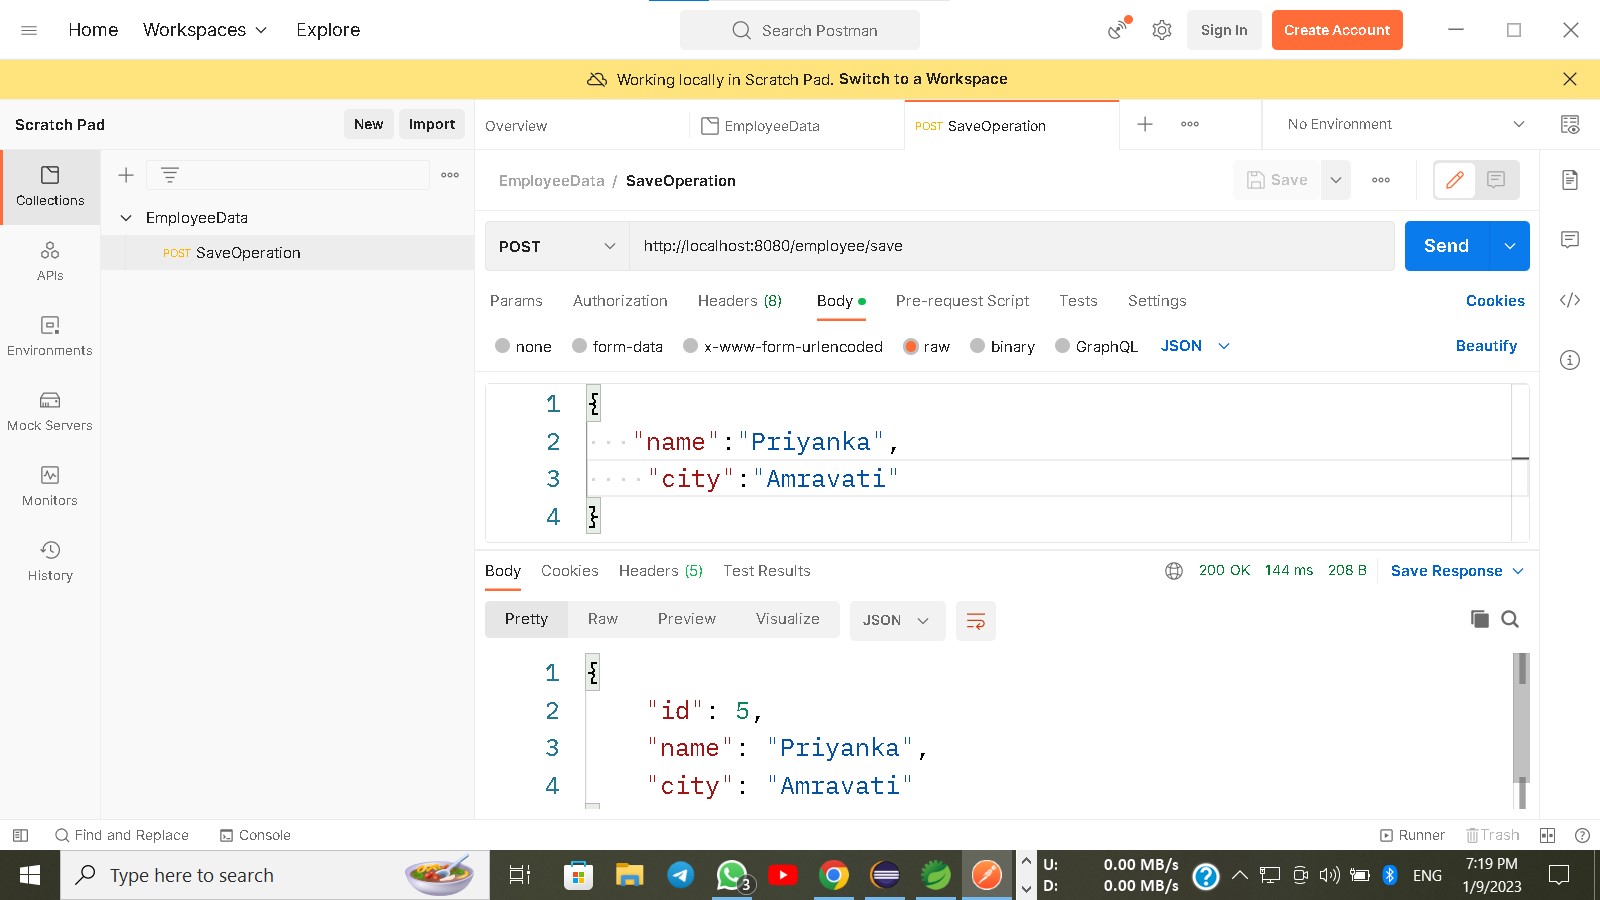 Home Workspaces Explore Search Postman Sign In Create Account
Working locally in Scratch Pad. Switch to a Workspace
Scratch Pad New Import Overview EmployeeData POST SaveOperation No Environment
Collections
EmployeeData / SaveOperation Save
EmployeeData
POST SaveOperation
APIs
Environments
Mock Servers
Monitors
History
POST http://localhost:8080/employee/save Send
Params Authorization Headers (8) Body Pre-request Script Tests Settings Cookies
none form-data x-www-form-urlencoded raw binary GraphQL JSON Beautify
1 {
2 "name":"Priyanka",
3 "city":"Amravati"
4 }
Body Cookies Headers (5) Test Results 200 OK 144 ms 208 B Save Response
Pretty Raw Preview Visualize JSON
1 {
2 "id": 5,
3 "name": "Priyanka",
4 "city": "Amravati"
Find and Replace Console Runner Trash
Type here to search 3 U: 0.00 MB/s ENG 7:19 PM
D: 0.00 MB/s 1/9/2023